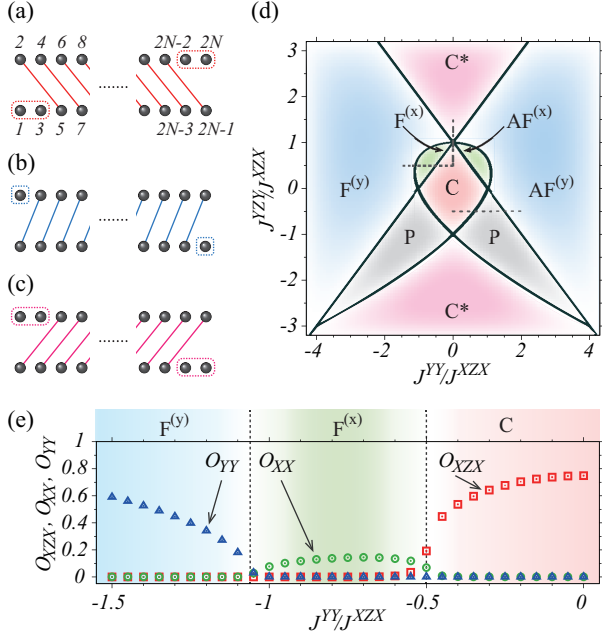 (a)
2 4 6 8 2N-2 2N
1 3 5 7 2N-3 2N-1
(b)
(c)
(d)
J^YZY/J^XZX
3
2
1
0
-1
-2
-3
C*
F^(x) AF^(x)
C
F^(y) AF^(y)
P P
C*
-4 -2 0 2 4
J^YY/J^XZX
(e)
F^(y) F^(x) C
O_XZX, O_XX, O_YY
1
0.8
0.6
0.4
0.2
0
O_YY O_XX O_XZX
-1.5 -1 -0.5 0
J^YY/J^XZX